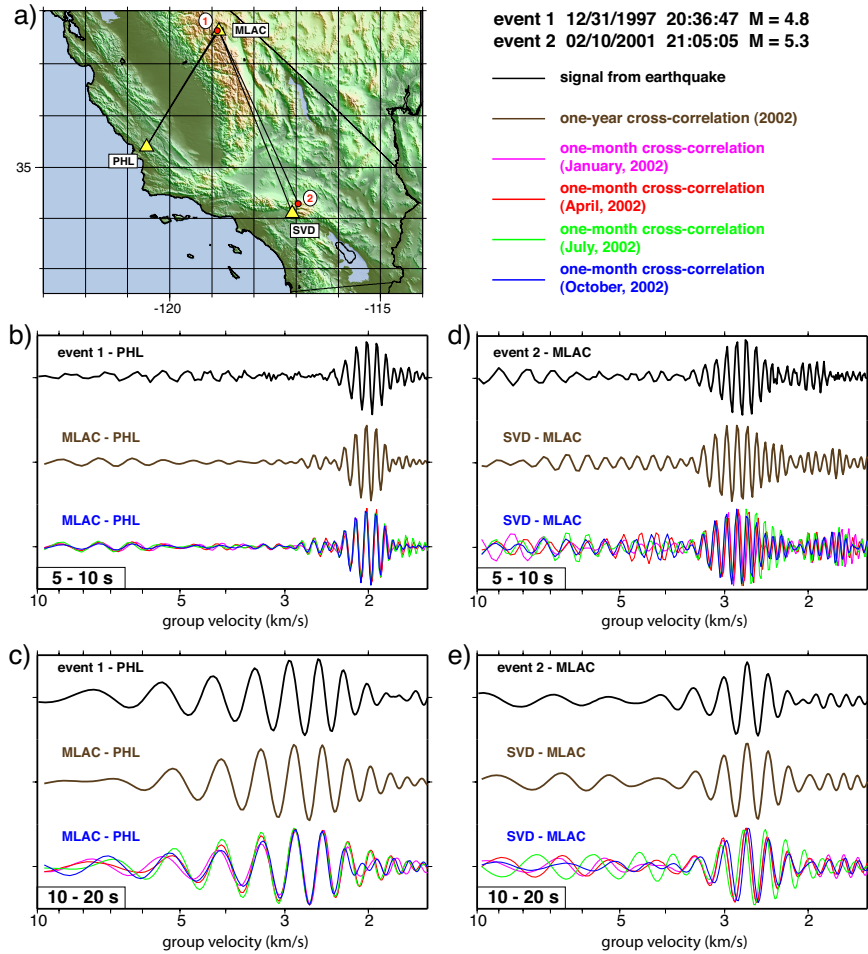 a)
1
MLAC
PHL
35
2
SVD
-120
-115
event 1 12/31/1997 20:36:47 M = 4.8
event 2 02/10/2001 21:05:05 M = 5.3
signal from earthquake
one-year cross-correlation (2002)
one-month cross-correlation
(January, 2002)
one-month cross-correlation
(April, 2002)
one-month cross-correlation
(July, 2002)
one-month cross-correlation
(October, 2002)
b)
event 1 - PHL
MLAC - PHL
MLAC - PHL
5 - 10 s
10 5 3 2
group velocity (km/s)
d)
event 2 - MLAC
SVD - MLAC
SVD - MLAC
5 - 10 s
10 5 3 2
group velocity (km/s)
c)
event 1 - PHL
MLAC - PHL
MLAC - PHL
10 - 20 s
10 5 3 2
group velocity (km/s)
e)
event 2 - MLAC
SVD - MLAC
SVD - MLAC
10 - 20 s
10 5 3 2
group velocity (km/s)